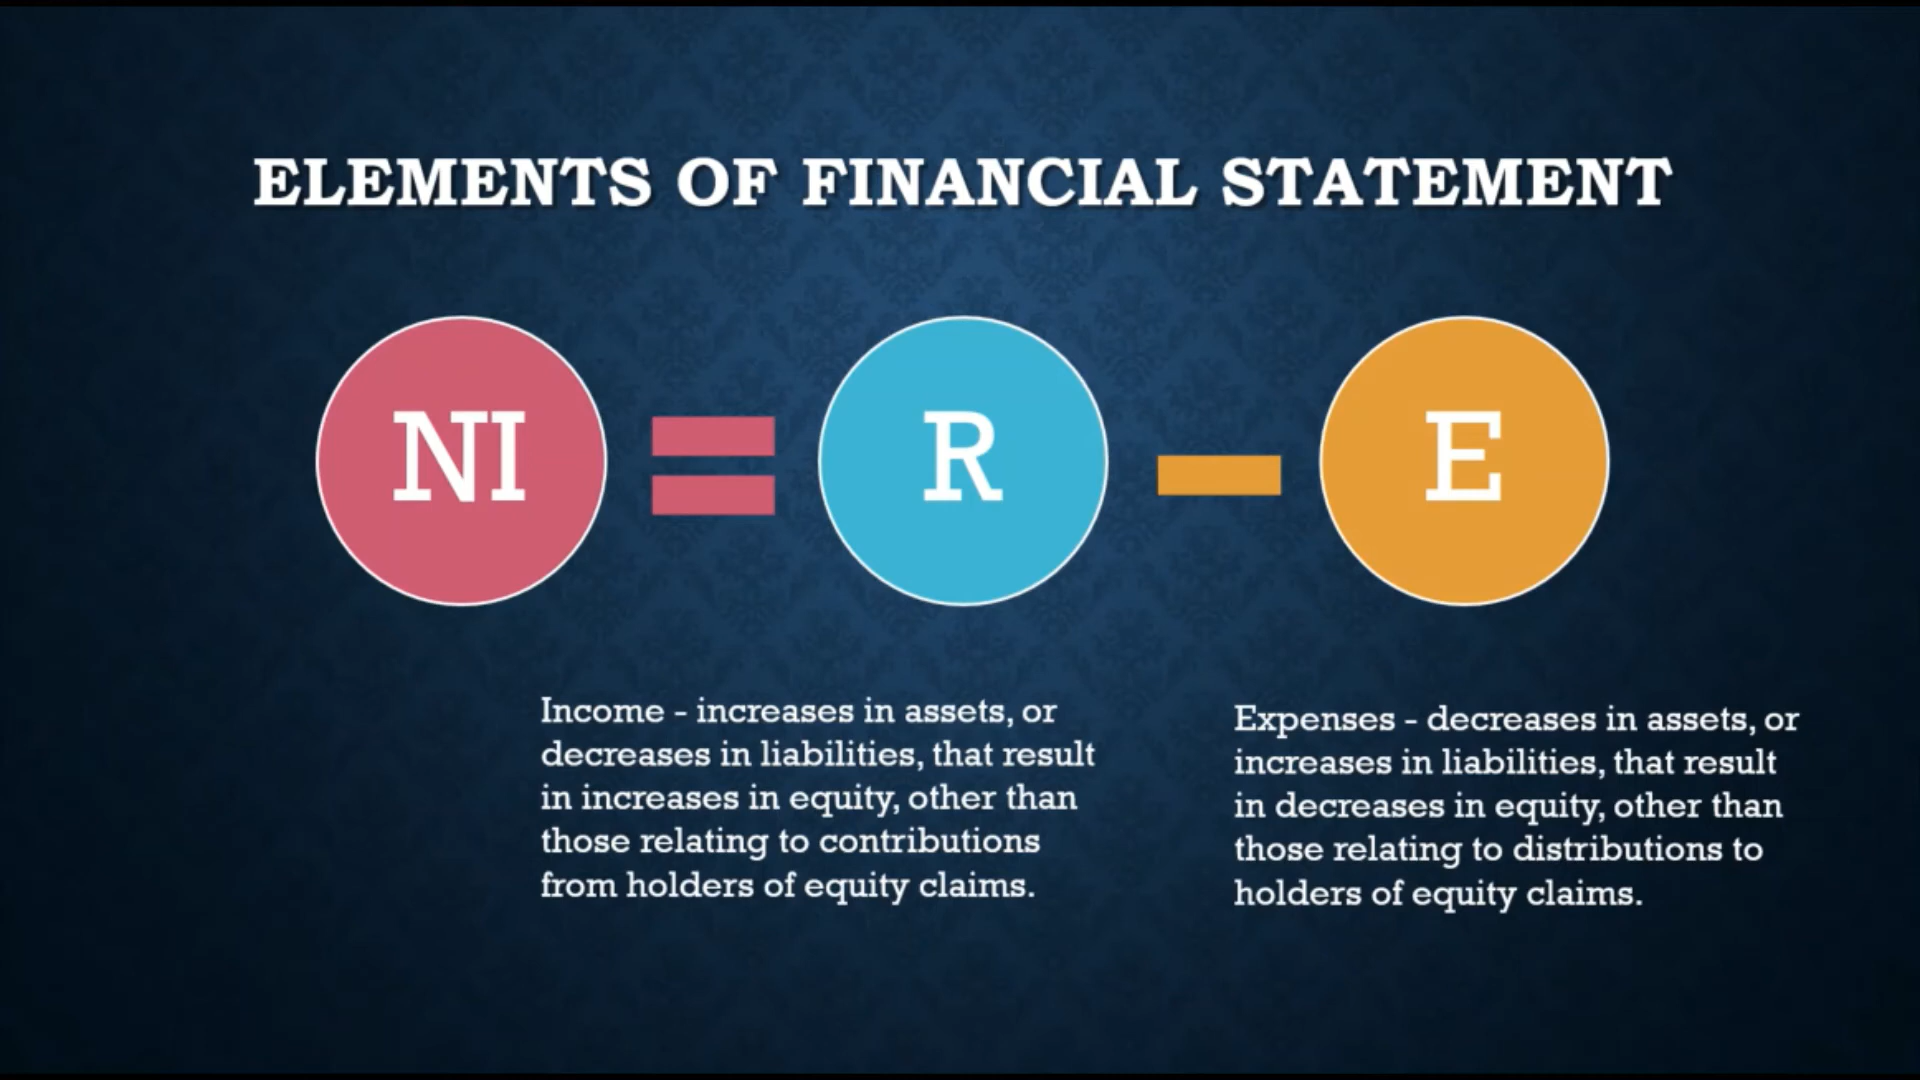 ELEMENTS OF FINANCIAL STATEMENT
NI = R - E
Income - increases in assets, or
decreases in liabilities, that result
in increases in equity, other than
those relating to contributions
from holders of equity claims.
Expenses - decreases in assets, or
increases in liabilities, that result
in decreases in equity, other than
those relating to distributions to
holders of equity claims.